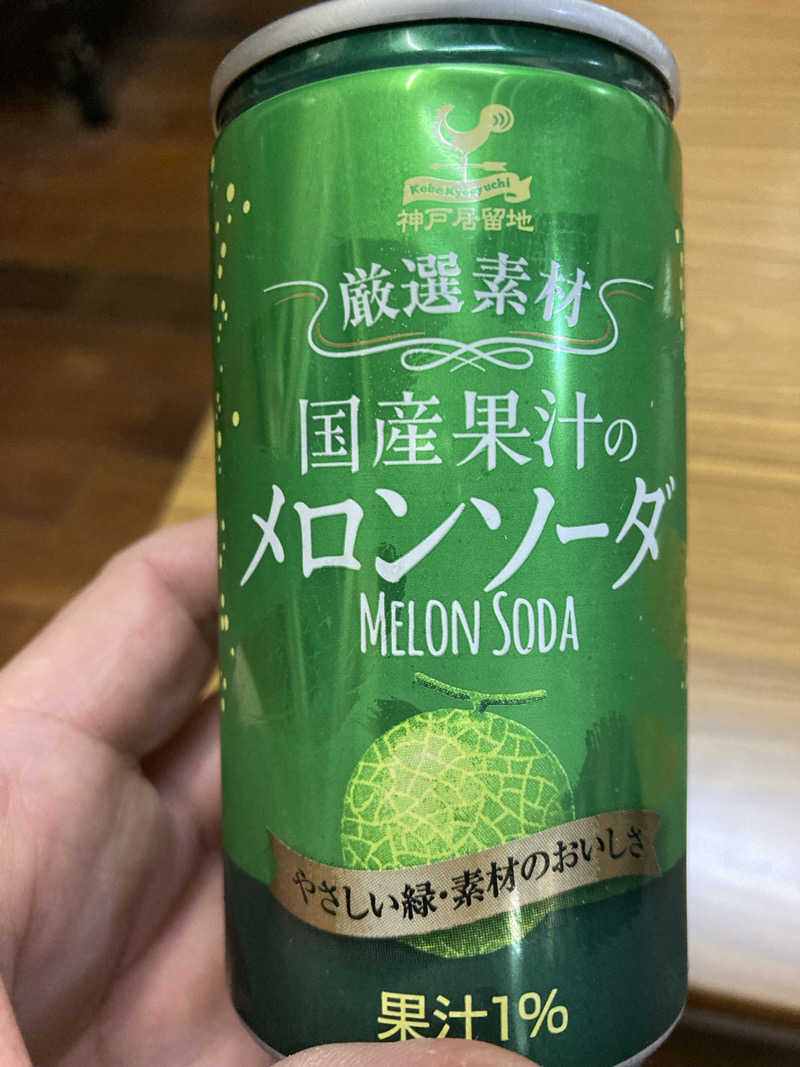 Kobe Kyoryuchi
神戸居留地
厳選素材
国産果汁の
メロンソーダ
MELON SODA
やさしい緑・素材のおいしさ
果汁1%